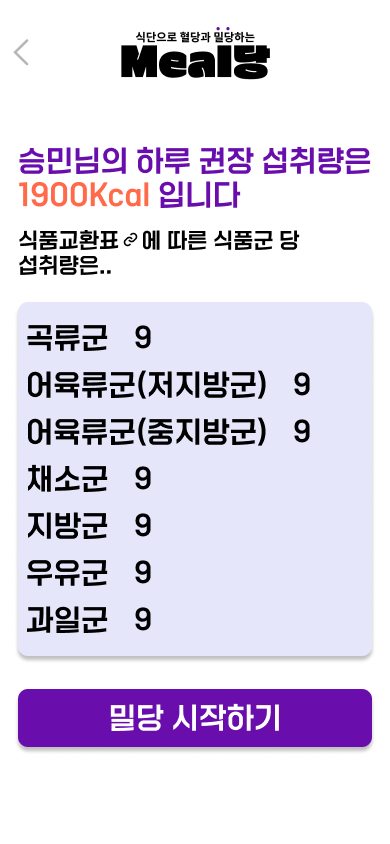 식단으로 혈당과 밀당하는
Meal당
승민님의 하루 권장 섭취량은
1900Kcal 입니다
식품교환표 에 따른 식품군 당
섭취량은..
곡류군 9
어육류군(저지방군) 9
어육류군(중지방군) 9
채소군 9
지방군 9
우유군 9
과일군 9
밀당 시작하기